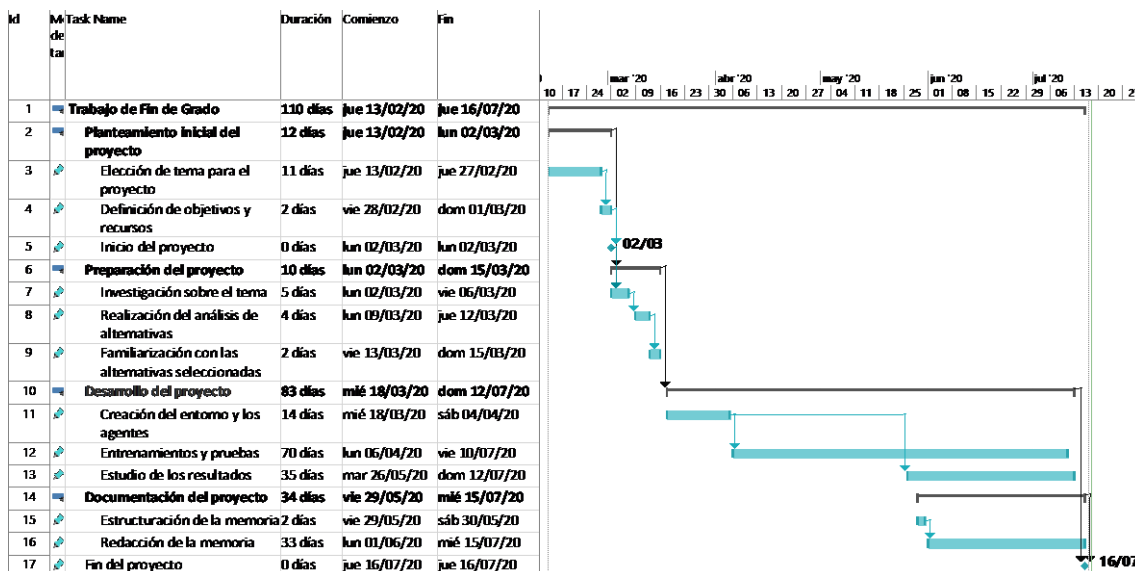 Id Mo Task Name Duración Comienzo Fin
de
tar
mar '20 abr '20 may '20 jun '20 jul '20
10 17 24 02 09 16 23 30 06 13 20 27 04 11 18 25 01 08 15 22 29 06 13 20
1 Trabajo de Fin de Grado 110 días jue 13/02/20 jue 16/07/20
2 Planteamiento inicial del 12 días jue 13/02/20 lun 02/03/20
proyecto
3 Elección de tema para el 11 días jue 13/02/20 jue 27/02/20
proyecto
4 Definición de objetivos y 2 días vie 28/02/20 dom 01/03/20
recursos
5 Inicio del proyecto 0 días lun 02/03/20 lun 02/03/20 02/03
6 Preparación del proyecto 10 días lun 02/03/20 dom 15/03/20
7 Investigación sobre el tema 5 días lun 02/03/20 vie 06/03/20
8 Realización del análisis de 4 días lun 09/03/20 jue 12/03/20
alternativas
9 Familiarización con las 2 días vie 13/03/20 dom 15/03/20
alternativas seleccionadas
10 Desarrollo del proyecto 83 días mié 18/03/20 dom 12/07/20
11 Creación del entorno y los 14 días mié 18/03/20 sáb 04/04/20
agentes
12 Entrenamientos y pruebas 70 días lun 06/04/20 vie 10/07/20
13 Estudio de los resultados 35 días mar 26/05/20 dom 12/07/20
14 Documentación del proyecto 34 días vie 29/05/20 mié 15/07/20
15 Estructuración de la memoria 2 días vie 29/05/20 sáb 30/05/20
16 Redacción de la memoria 33 días lun 01/06/20 mié 15/07/20
17 Fin del proyecto 0 días jue 16/07/20 jue 16/07/20 16/07